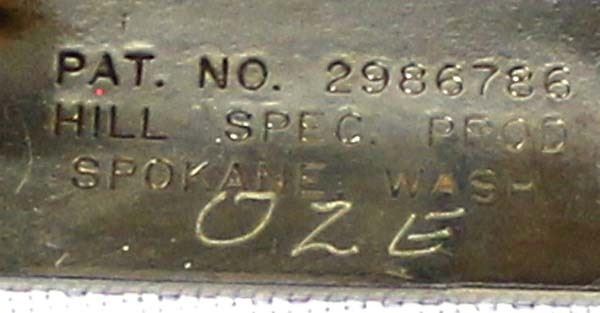 PAT. NO. 2986786
HILL SPEC. PROD
SPOKANE, WASH
OZE